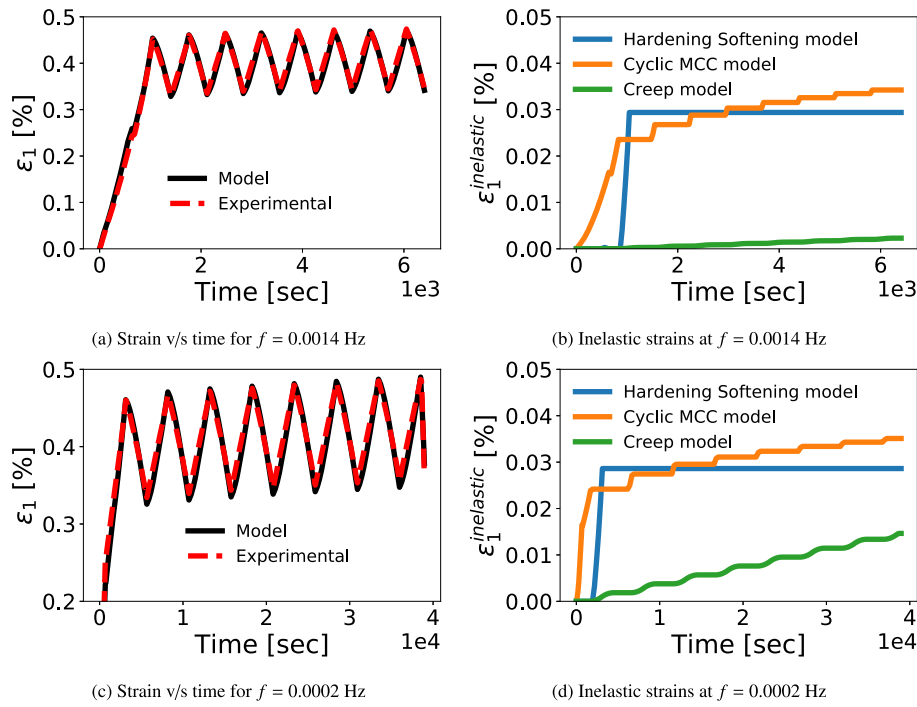 0.5
0.4
0.3
0.2
0.1
0.0
ε₁ [%]
Model
Experimental
0
2
4
6
Time [sec]
1e3
(a) Strain v/s time for f = 0.0014 Hz
0.05
0.04
0.03
0.02
0.01
0.00
ε₁^inelastic [%]
Hardening Softening model
Cyclic MCC model
Creep model
0
2
4
6
Time [sec]
1e3
(b) Inelastic strains at f = 0.0014 Hz
0.5
0.4
0.3
0.2
ε₁ [%]
Model
Experimental
0
1
2
3
4
Time [sec]
1e4
(c) Strain v/s time for f = 0.0002 Hz
0.05
0.04
0.03
0.02
0.01
0.00
ε₁^inelastic [%]
Hardening Softening model
Cyclic MCC model
Creep model
0
1
2
3
4
Time [sec]
1e4
(d) Inelastic strains at f = 0.0002 Hz